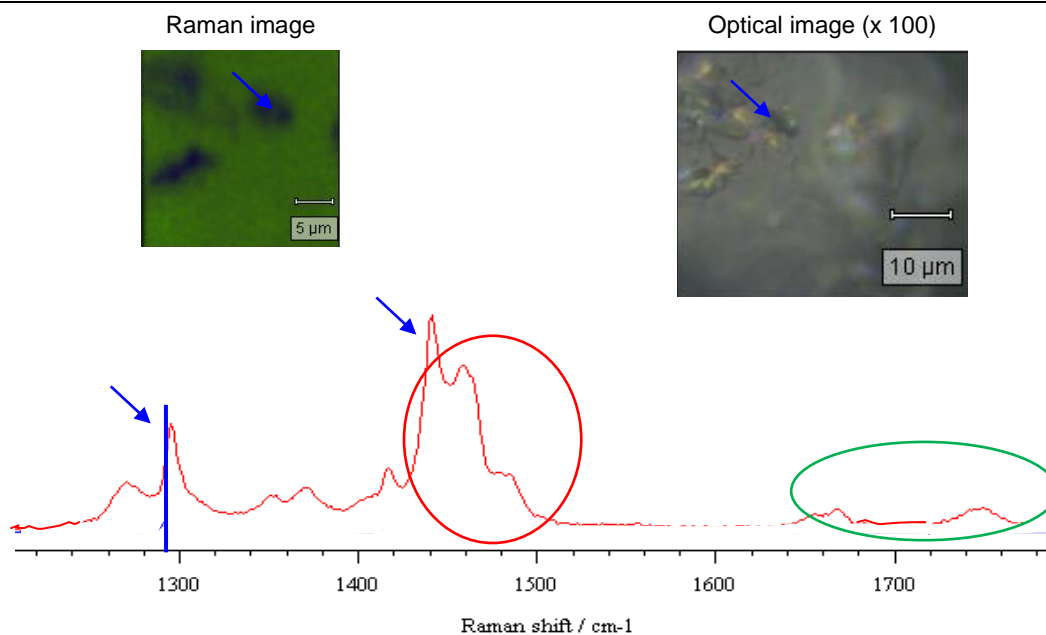 Raman image
Optical image (x 100)
5 µm
10 µm
1300
1400
1500
1600
1700
Raman shift / cm-1